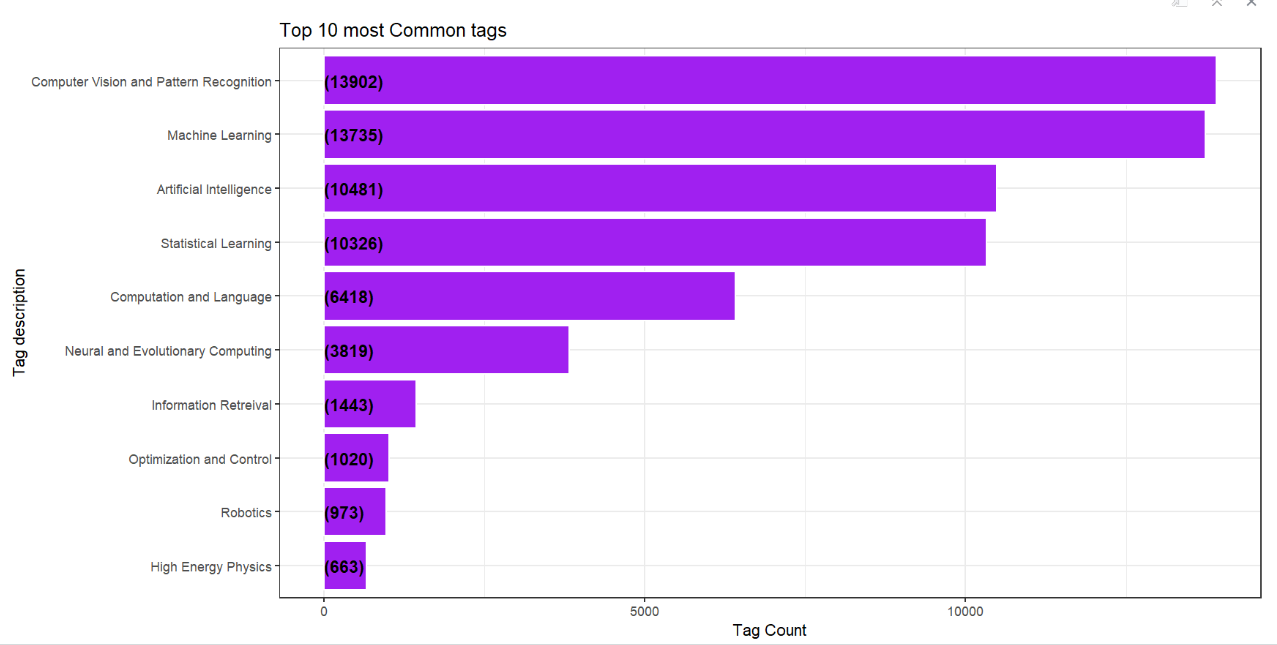 Top 10 most Common tags
Computer Vision and Pattern Recognition (13902)
Machine Learning (13735)
Artificial Intelligence (10481)
Statistical Learning (10326)
Computation and Language (6418)
Neural and Evolutionary Computing (3819)
Information Retreival (1443)
Optimization and Control (1020)
Robotics (973)
High Energy Physics (663)
Tag description
0 5000 10000
Tag Count